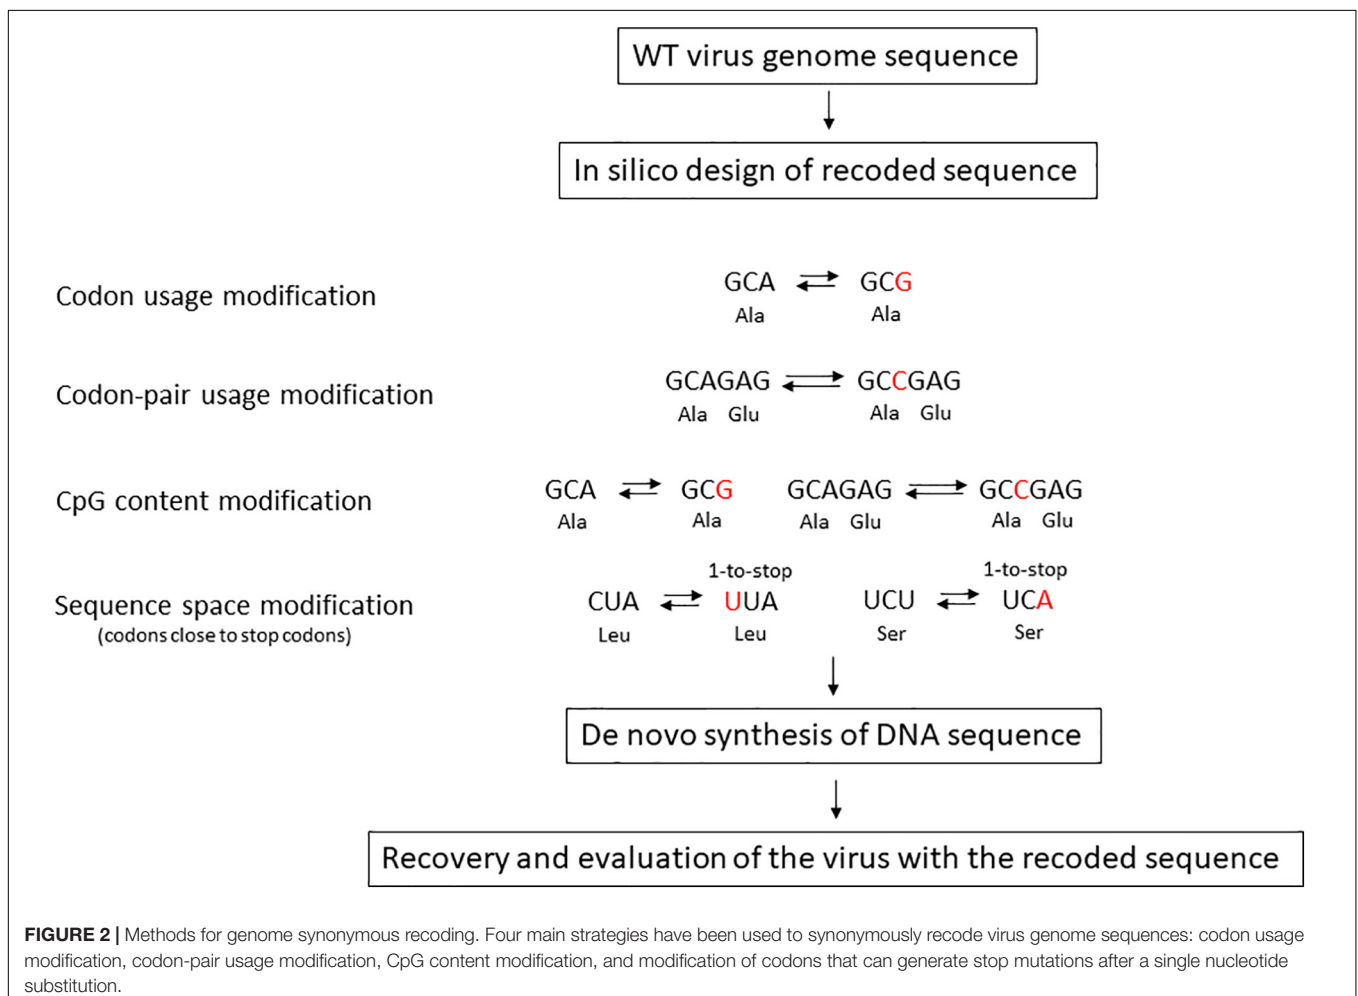 WT virus genome sequence
In silico design of recoded sequence
Codon usage modification
GCA GCG
Ala Ala
Codon-pair usage modification
GCAGAG GCCGAG
Ala Glu Ala Glu
CpG content modification
GCA GCG GCAGAG GCCGAG
Ala Ala Ala Glu Ala Glu
1-to-stop 1-to-stop
Sequence space modification
CUA UUA UCU UCA
(codons close to stop codons)
Leu Leu Ser Ser
De novo synthesis of DNA sequence
Recovery and evaluation of the virus with the recoded sequence
FIGURE 2 | Methods for genome synonymous recoding. Four main strategies have been used to synonymously recode virus genome sequences: codon usage
modification, codon-pair usage modification, CpG content modification, and modification of codons that can generate stop mutations after a single nucleotide
substitution.